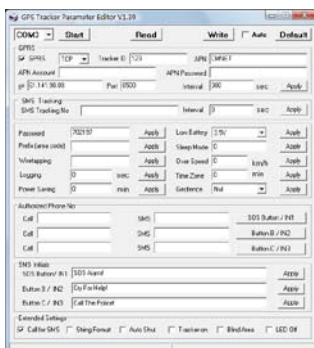 GPS Tracker Parameter Editor V1.39
COM3 Start Read Write Auto Default
GPRS
GPRS TCP Tracker ID 123 APN CMNET
APN Account APN Password
Port 8500 Interval 300 sec Apply
SMS Tracking
SMS Tracking No Interval 0 sec Apply
Password Apply Low Battery 3.5V Apply
Prefix (area code) Apply Sleep Mode 0 Apply
Wiretapping Apply Over Speed 0 km/h Apply
Logging 0 sec Apply Time Zone 0 min Apply
Power Saving 0 min Apply Geofence Null Apply
Authorized Phone No
Call SMS SOS Button / IN1
Call SMS Button B / IN2
Call SMS Button C / IN3
SMS Initials
SOS Button/ IN1 SOS Alarm! Apply
Button B / IN2 Cry For Help! Apply
Button C / IN3 Call The Police! Apply
Extended Settings
Call for SMS String Format Auto Shut Tracker on Blind Area LED Off